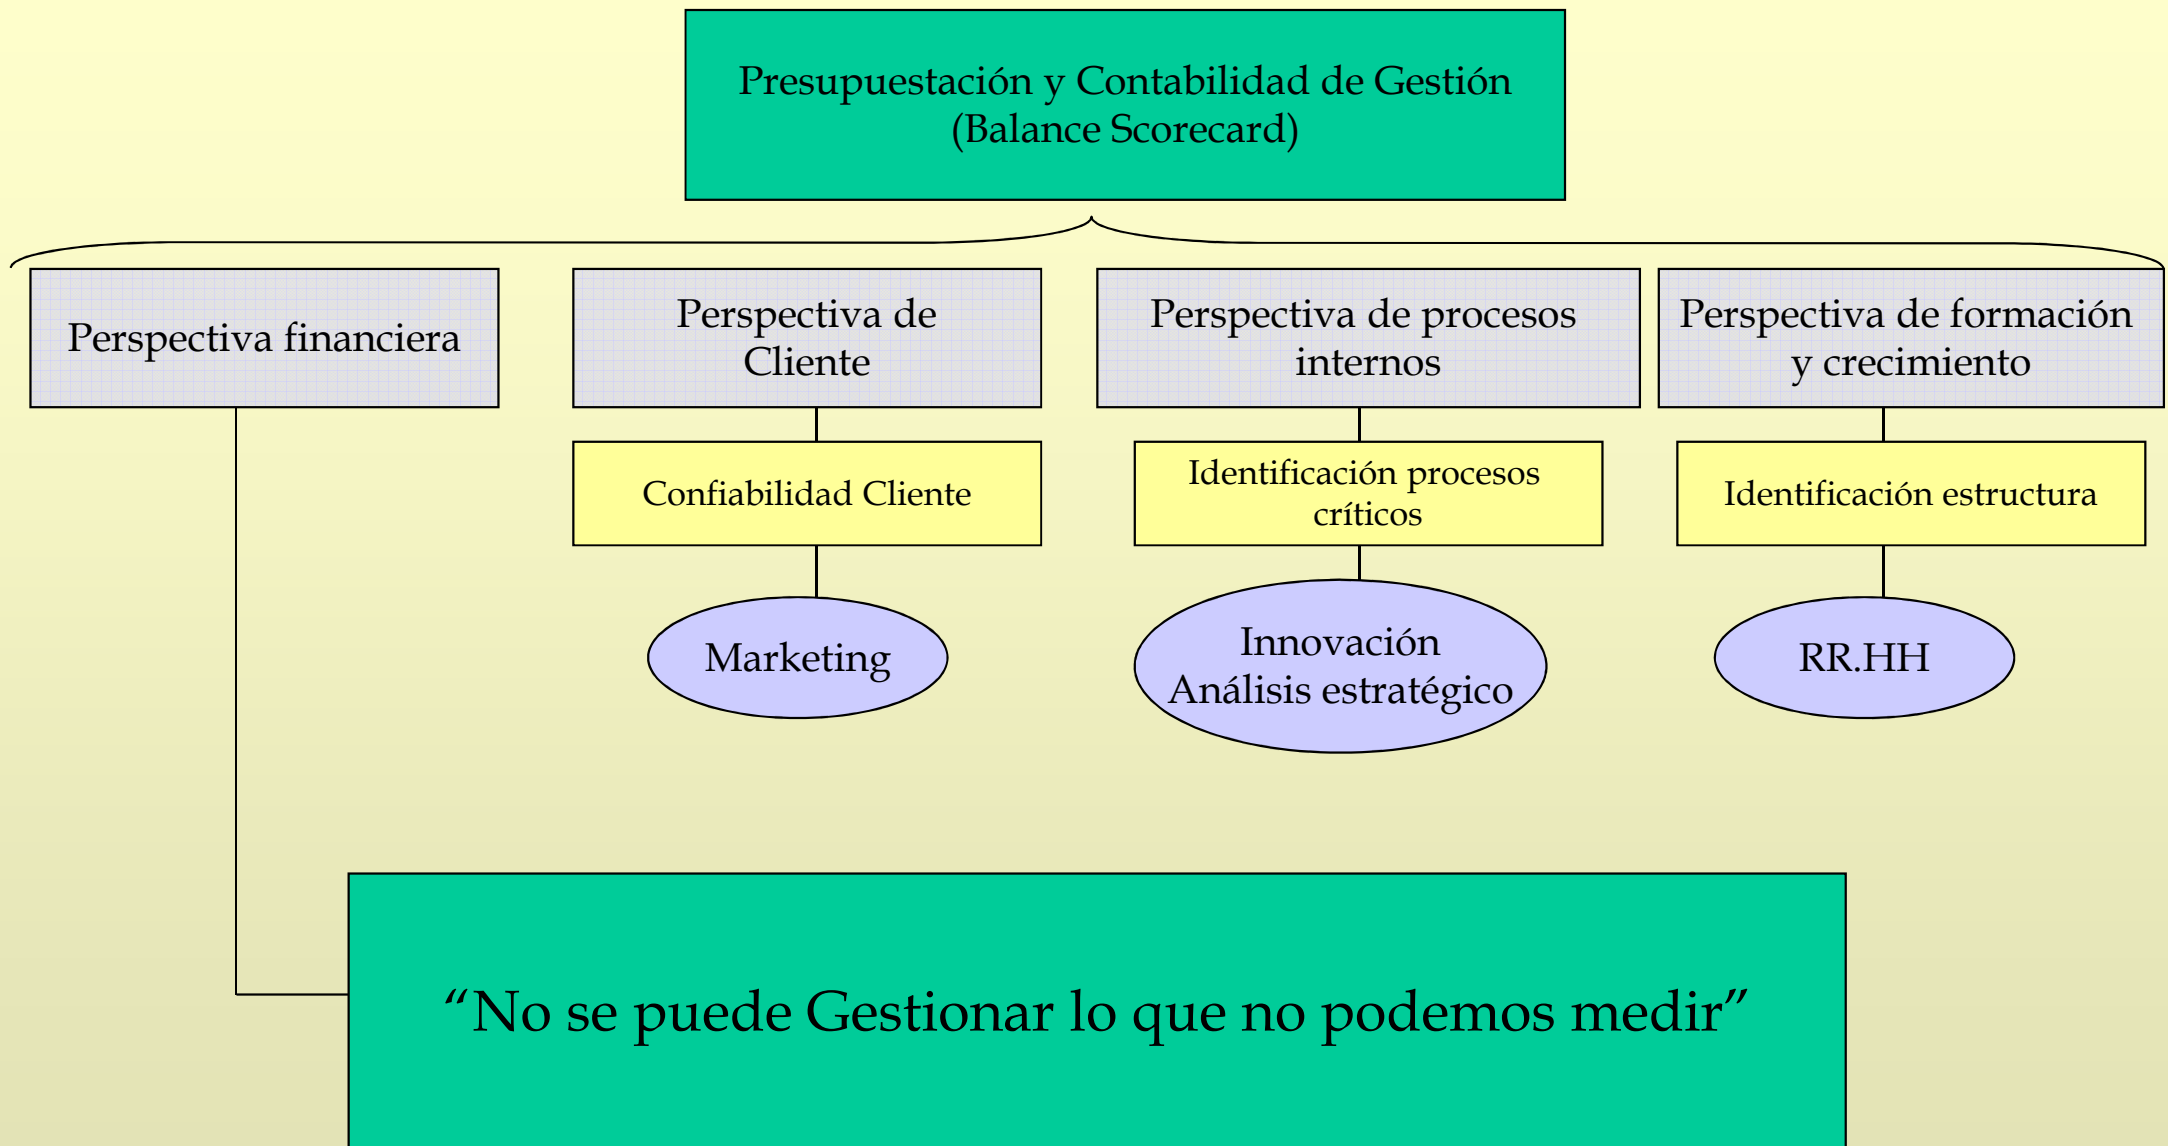 Presupuestación y Contabilidad de Gestión
(Balance Scorecard)
Perspectiva financiera
Perspectiva de
Cliente
Perspectiva de procesos
internos
Perspectiva de formación
y crecimiento
Confiabilidad Cliente
Identificación procesos
críticos
Identificación estructura
Marketing
Innovación
Análisis estratégico
RR.HH
“No se puede Gestionar lo que no podemos medir”